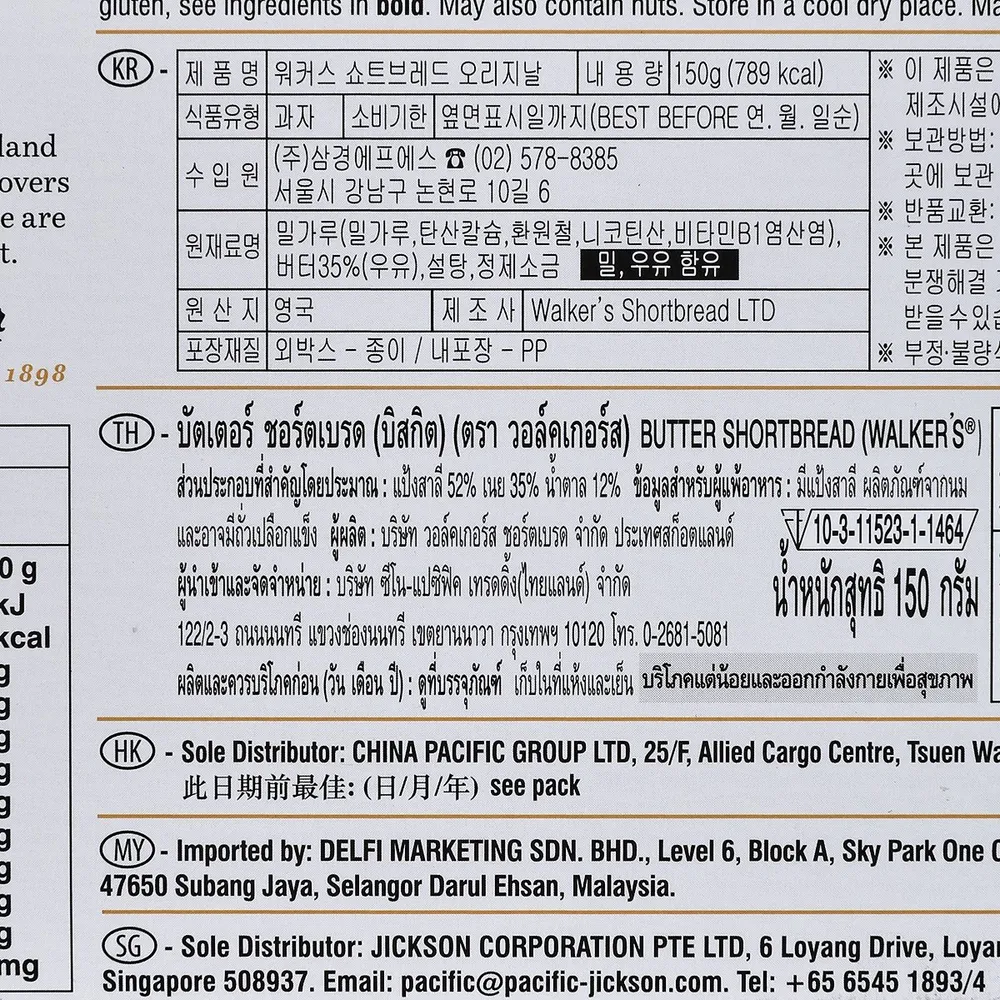 gluten, see ingredients in bold. May also contain nuts. Store in a cool dry place.
land
overs
e are
t.
1898
0 g
kJ
kcal
g
g
g
g
g
g
g
g
mg
KR - 제품명 워커스 쇼트브레드 오리지날 내용량 150g (789 kcal)
식품유형 과자 소비기한 옆면표시일까지(BEST BEFORE 연. 월. 일순)
수입원 (주)삼경에프에스 ☎ (02) 578-8385
서울시 강남구 논현로 10길 6
원재료명 밀가루(밀가루,탄산칼슘,환원철,니코틴산,비타민B1염산염),
버터35%(우유),설탕,정제소금 밀,우유 함유
원산지 영국 제조사 Walker's Shortbread LTD
포장재질 외박스 - 종이 / 내포장 - PP
※ 이 제품은
제조시설에
※ 보관방법:
곳에 보관
※ 반품교환:
※ 본 제품은
분쟁해결
받을 수 있습
※ 부정·불량식
TH - บัตเตอร์ ชอร์ตเบรด (บิสกิต) (ตรา วอล์คเกอร์ส) BUTTER SHORTBREAD (WALKER'S®)
ส่วนประกอบที่สำคัญโดยประมาณ : แป้งสาลี 52% เนย 35% น้ำตาล 12% ข้อมูลสำหรับผู้แพ้อาหาร : มีแป้งสาลี ผลิตภัณฑ์จากนม
และอาจมีถั่วเปลือกแข็ง ผู้ผลิต : บริษัท วอล์คเกอร์ส ชอร์ตเบรด จำกัด ประเทศสก็อตแลนด์
10-3-11523-1-1464
ผู้นำเข้าและจัดจำหน่าย : บริษัท ซีโน-แปซิฟิค เทรดดิ้ง(ไทยแลนด์) จำกัด
น้ำหนักสุทธิ 150 กรัม
122/2-3 ถนนนนทรี แขวงช่องนนทรี เขตยานนาวา กรุงเทพฯ 10120 โทร. 0-2681-5081
ผลิตและควรบริโภคก่อน (วัน เดือน ปี) : ดูที่บรรจุภัณฑ์ เก็บในที่แห้งและเย็น บริโภคแต่น้อยและออกกำลังกายเพื่อสุขภาพ
HK - Sole Distributor: CHINA PACIFIC GROUP LTD, 25/F, Allied Cargo Centre, Tsuen Wa
此日期前最佳: (日/月/年) see pack
MY - Imported by: DELFI MARKETING SDN. BHD., Level 6, Block A, Sky Park One C
47650 Subang Jaya, Selangor Darul Ehsan, Malaysia.
SG - Sole Distributor: JICKSON CORPORATION PTE LTD, 6 Loyang Drive, Loyan
Singapore 508937. Email: pacific@pacific-jickson.com. Tel: +65 6545 1893/4